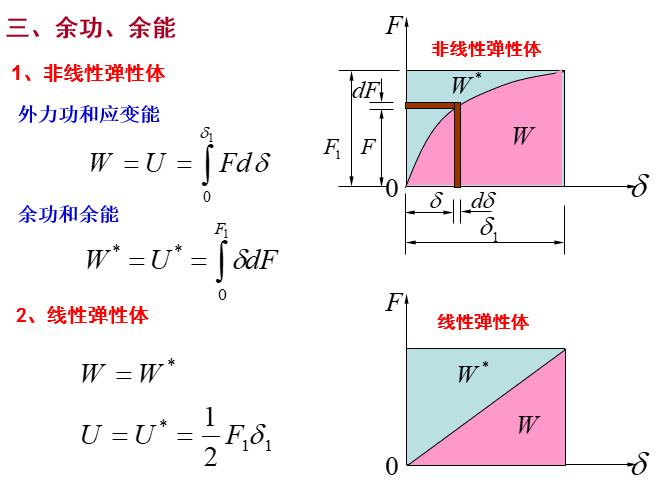 三、余功、余能
1、非线性弹性体
外力功和应变能
W = U = ∫₀^δ₁ Fdδ
余功和余能
W* = U* = ∫₀^F₁ δdF
2、线性弹性体
W = W*
U = U* = 1/2 F₁δ₁
F
非线性弹性体
W*
dF
F₁
F
W
0
δ
δ
dδ
δ₁
F
线性弹性体
W*
W
0
δ